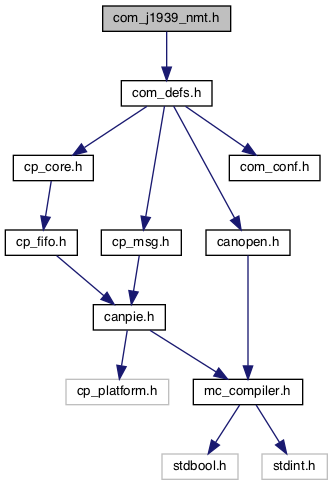 com_j1939_nmt.h
com_defs.h
cp_core.h
com_conf.h
cp_fifo.h
cp_msg.h
canopen.h
canpie.h
cp_platform.h
mc_compiler.h
stdbool.h
stdint.h